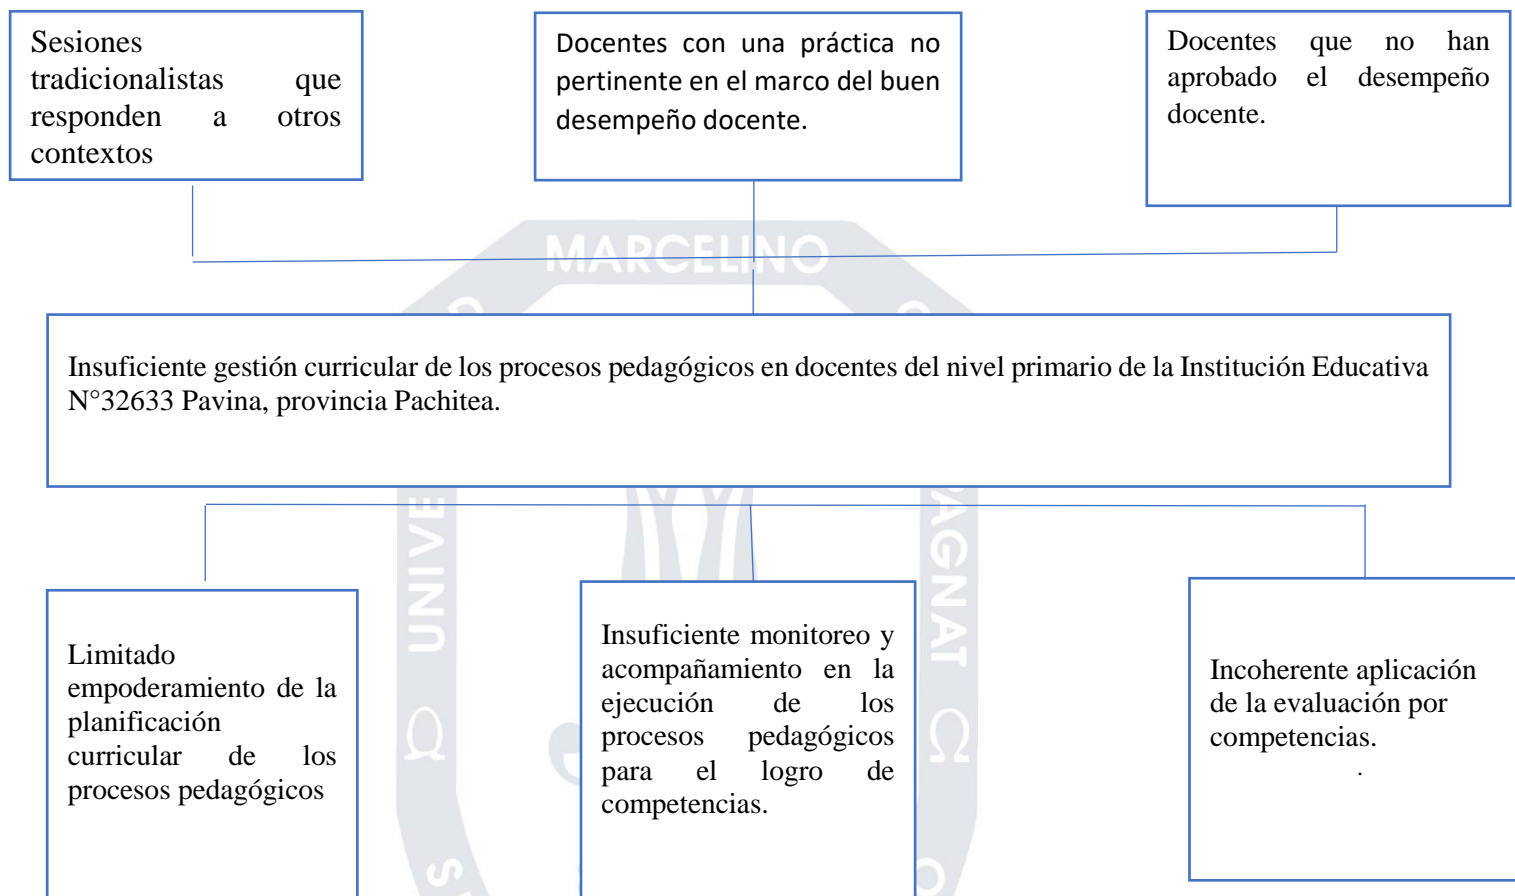 Sesiones
tradicionalistas que
responden a otros
contextos
Docentes con una práctica no
pertinente en el marco del buen
desempeño docente.
Docentes que no han
aprobado el desempeño
docente.
MARCELINO
Insuficiente gestión curricular de los procesos pedagógicos en docentes del nivel primario de la Institución Educativa
N°32633 Pavina, provincia Pachitea.
UNIVE
PAGNAT
Limitado
empoderamiento de la
planificación
curricular de los
procesos pedagógicos
Insuficiente monitoreo y
acompañamiento en la
ejecución de los
procesos pedagógicos
para el logro de
competencias.
Incoherente aplicación
de la evaluación por
competencias.
.